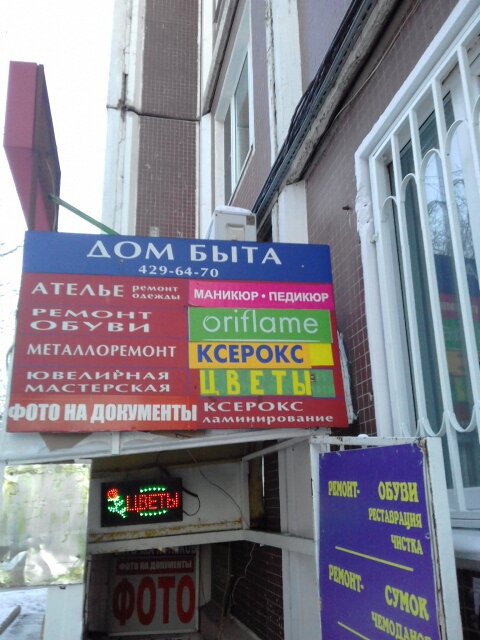 ДОМ БЫТА
429-64-70
АТЕЛЬЕ ремонт одежды
РЕМОНТ ОБУВИ
МЕТАЛЛОРЕМОНТ
ЮВЕЛИРНАЯ МАСТЕРСКАЯ
ФОТО НА ДОКУМЕНТЫ
МАНИКЮР • ПЕДИКЮР
oriflame
КСЕРОКС
ЦВЕТЫ
КСЕРОКС
ЛАМИНИРОВАНИЕ
ЦВЕТЫ
НА ДОКУМЕНТЫ
ФОТО
РЕМОНТ- ОБУВИ
РЕСТАВРАЦИЯ
ЧИСТКА
РЕМОНТ- СУМОК